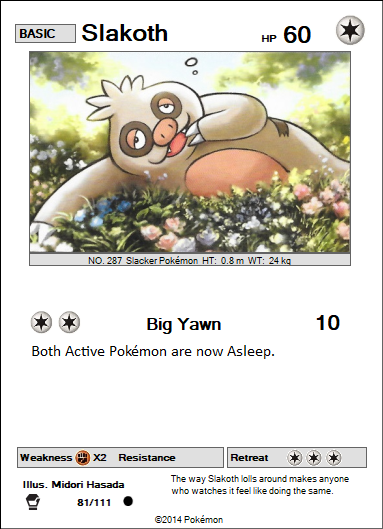 BASIC Slakoth HP 60
NO. 287 Slacker Pokémon HT: 0.8 m WT: 24 kg
Big Yawn 10
Both Active Pokémon are now Asleep.
Weakness X2 Resistance Retreat
Illus. Midori Hasada
81/111
The way Slakoth lolls around makes anyone
who watches it feel like doing the same.
©2014 Pokémon